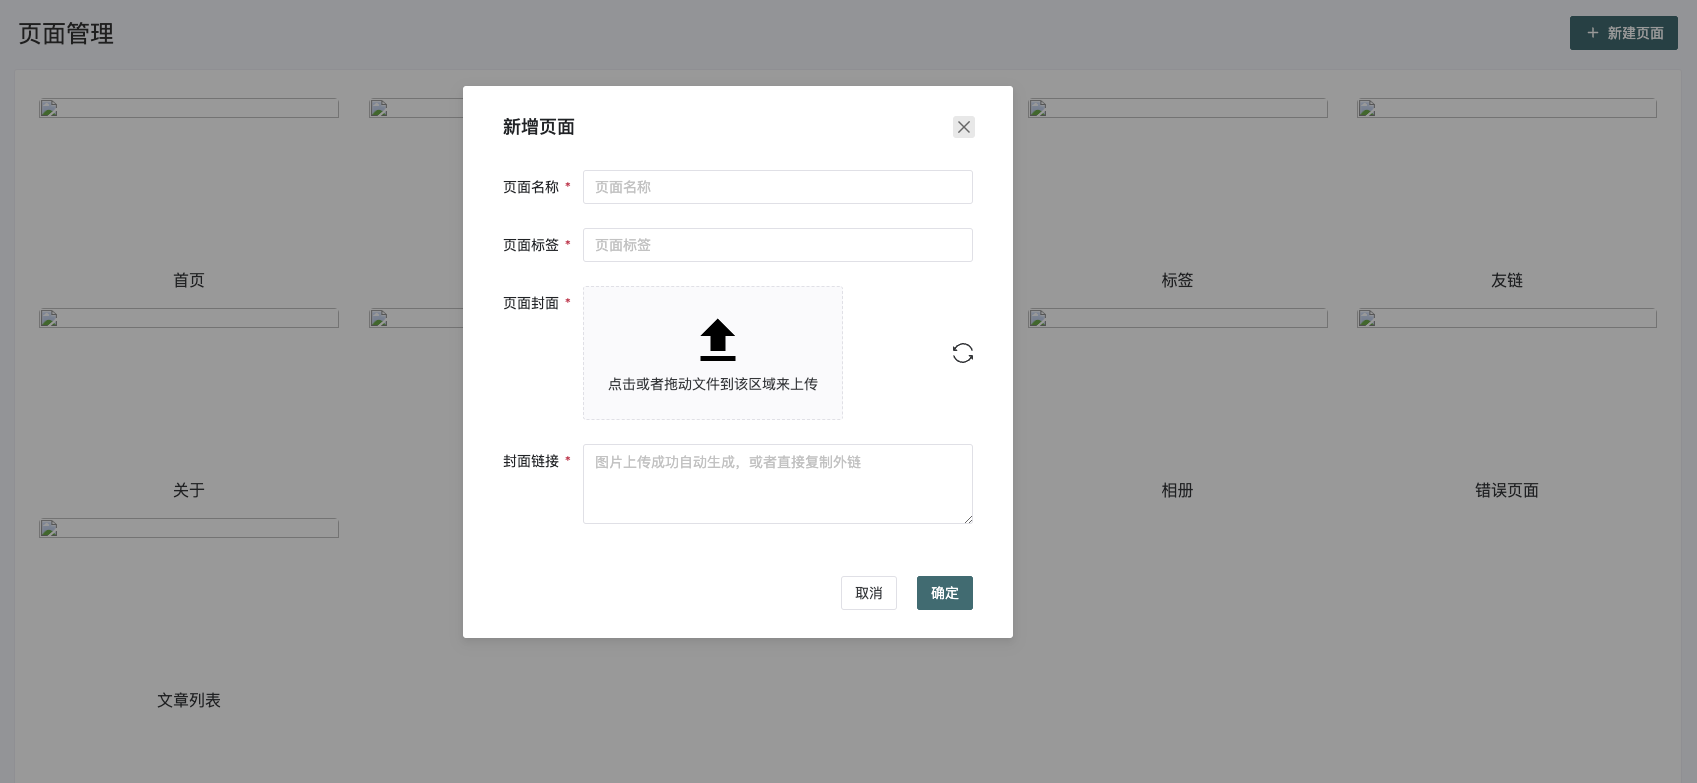 页面管理
新建页面
新增页面
页面名称 *
页面名称
页面标签 *
页面标签
页面封面 *
点击或者拖动文件到该区域来上传
封面链接 *
图片上传成功自动生成，或者直接复制外链
取消
确定
首页
标签
友链
关于
相册
错误页面
文章列表